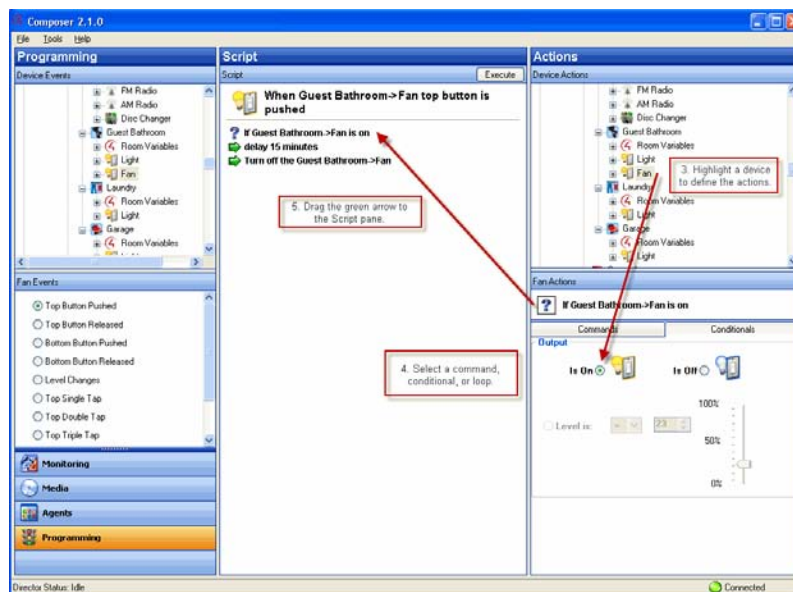 Composer 2.1.0
File Tools Help
Programming
Device Events
FM Radio
AM Radio
Disc Changer
Guest Bathroom
Room Variables
Light
Fan
Laundry
Room Variables
Light
Garage
Room Variables
Fan Events
Top Button Pushed
Top Button Released
Bottom Button Pushed
Bottom Button Released
Level Changes
Top Single Tap
Top Double Tap
Top Triple Tap
Monitoring
Media
Agents
Programming
Script
Script Execute
When Guest Bathroom->Fan top button is
pushed
If Guest Bathroom->Fan is on
delay 15 minutes
Turn off the Guest Bathroom->Fan
5. Drag the green arrow to
the Script pane.
4. Select a command,
conditional, or loop.
Actions
Device Actions
FM Radio
AM Radio
Disc Changer
Guest Bathroom
Room Variables
Light
Fan
Laundry
Room Variables
Light
Garage
Room Variables
Light
3. Highlight a device
to define the actions.
Fan Actions
If Guest Bathroom->Fan is on
Commands Conditionals
Output
Is On Is Off
Level is: 23
100%
50%
0%
Director Status: Idle
Connected